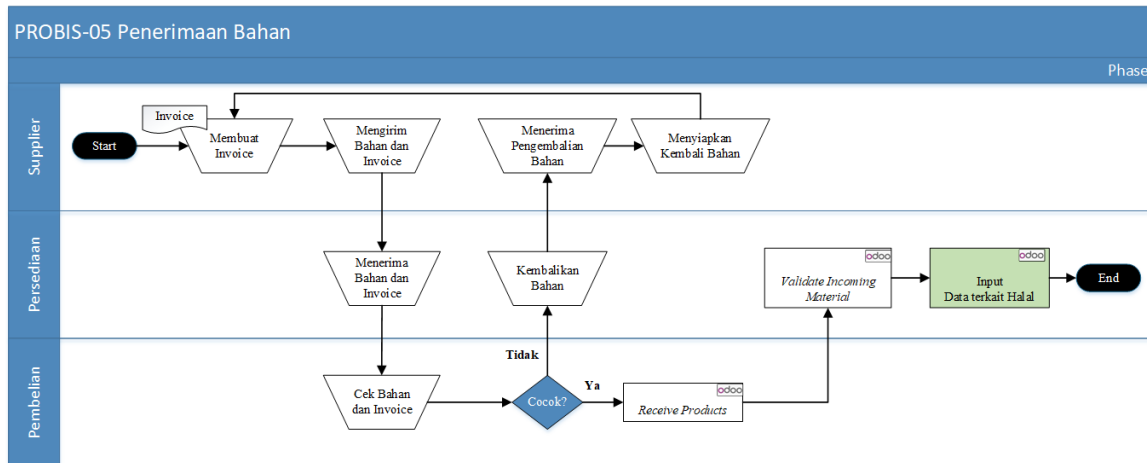 PROBIS-05 Penerimaan Bahan
Phase
Supplier
Start
Invoice
Membuat
Invoice
Mengirim
Bahan dan
Invoice
Menerima
Pengembalian
Bahan
Menyiapkan
Kembali Bahan
Persediaan
Menerima
Bahan dan
Invoice
Kembalikan
Bahan
odoo
Validate Incoming
Material
odoo
Input
Data terkait Halal
End
Pembelian
Cek Bahan
dan Invoice
Tidak
Cocok?
Ya
odoo
Receive Products